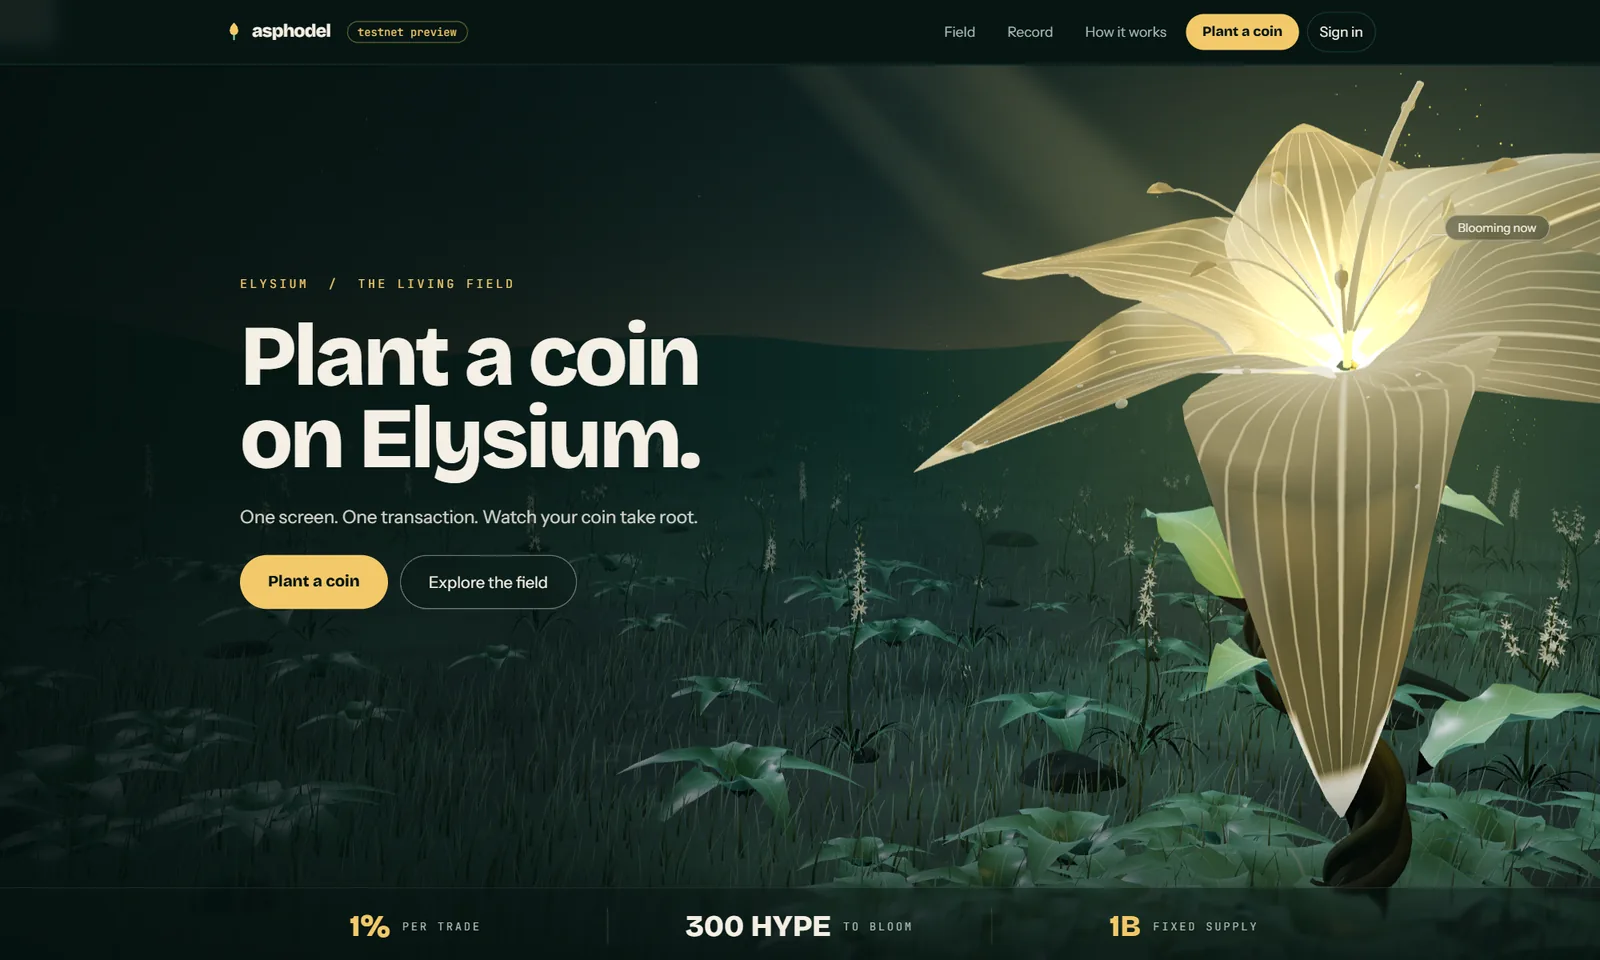 asphodel
testnet preview
Field
Record
How it works
Plant a coin
Sign in
Blooming now
ELYSIUM / THE LIVING FIELD
Plant a coin
on Elysium.
One screen. One transaction. Watch your coin take root.
Plant a coin
Explore the field
1% PER TRADE
300 HYPE TO BLOOM
1B FIXED SUPPLY